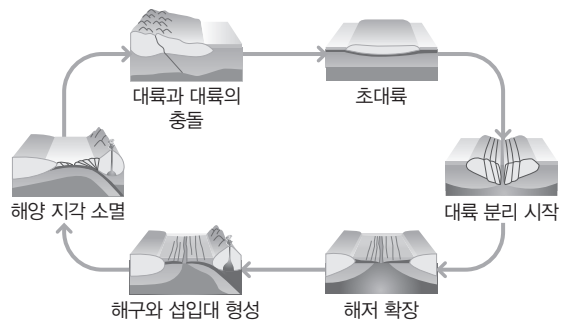 대륙과 대륙의
충돌
초대륙
해양 지각 소멸
대륙 분리 시작
해구와 섭입대 형성
해저 확장